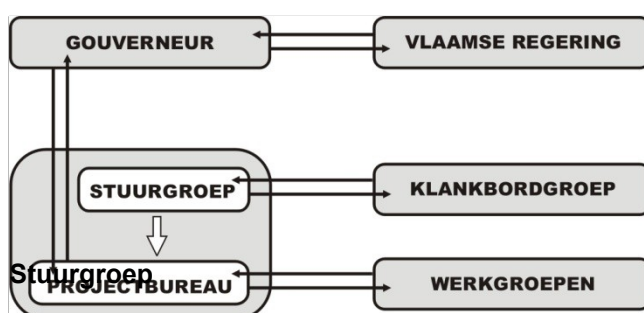 GOUVERNEUR
VLAAMSE REGERING
STUURGROEP
KLANKBORDGROEP
Stuurgroep
PROJECTBUREAU
WERKGROEPEN